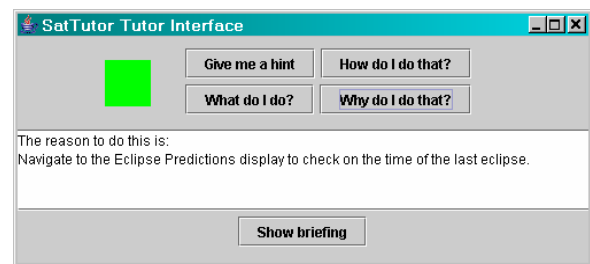 SatTutor Tutor Interface
Give me a hint
How do I do that?
What do I do?
Why do I do that?
The reason to do this is:
Navigate to the Eclipse Predictions display to check on the time of the last eclipse.
Show briefing